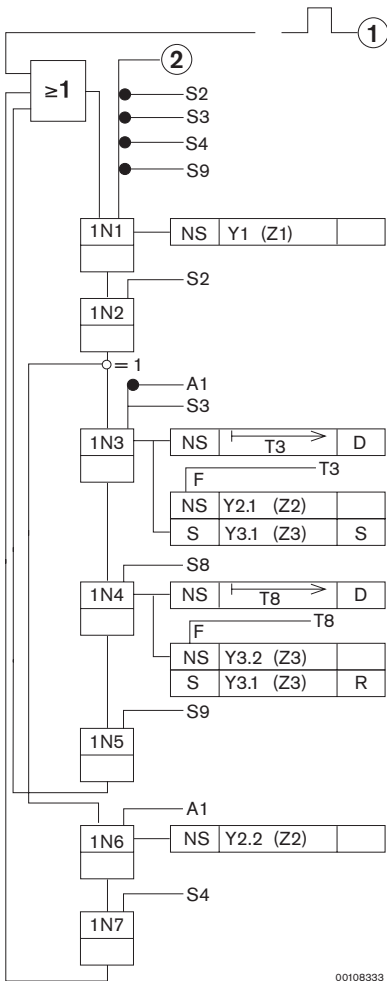 1
2
≥1
S2
S3
S4
S9
1N1 NS Y1 (Z1)
S2
1N2
= 1
A1
S3
1N3 NS T3 D
T3
F
NS Y2.1 (Z2)
S Y3.1 (Z3) S
S8
1N4 NS T8 D
T8
F
NS Y3.2 (Z3)
S Y3.1 (Z3) R
S9
1N5
A1
1N6 NS Y2.2 (Z2)
S4
1N7
00108333